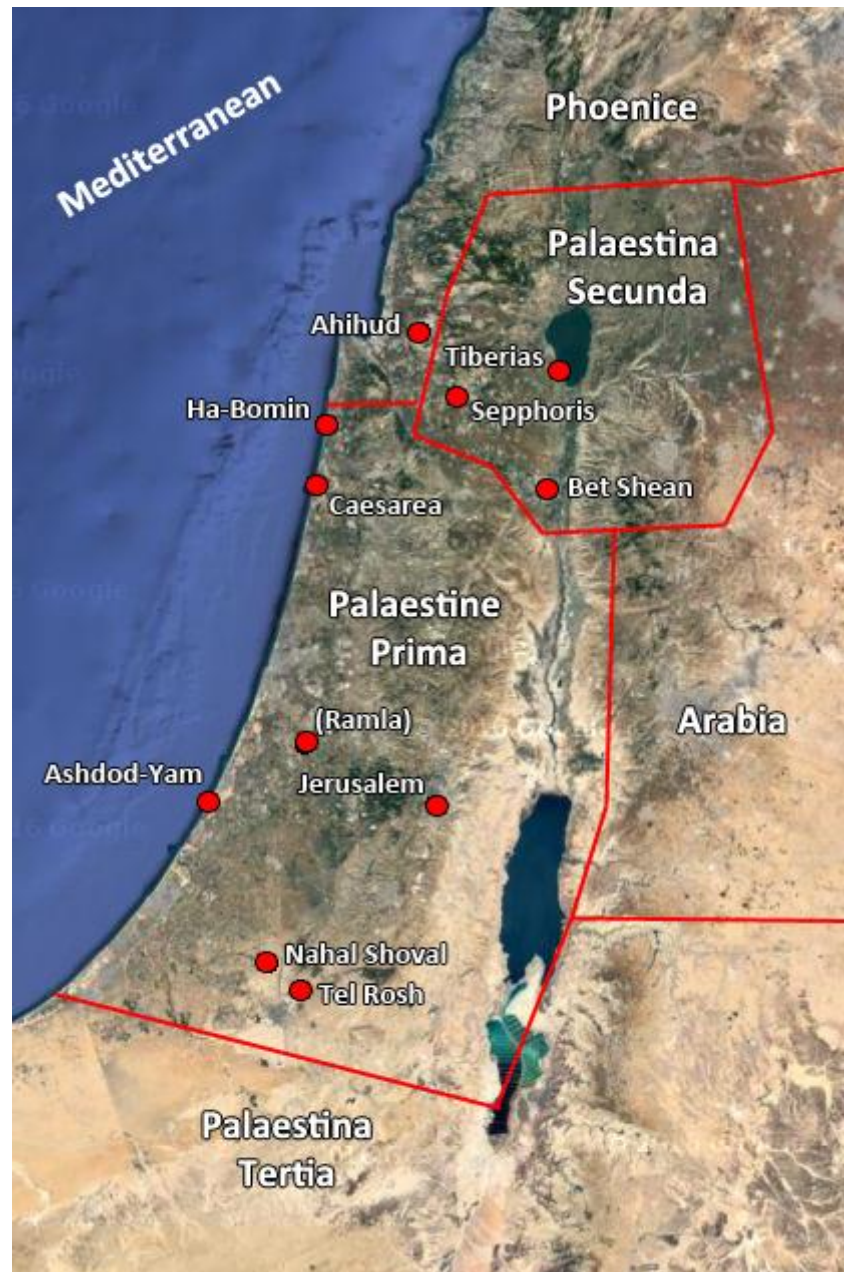 Mediterranean
Phoenice
Palaestina
Secunda
Ahihud
Tiberias
Ha-Bomin
Sepphoris
Caesarea
Bet Shean
Palaestine
Prima
(Ramla)
Arabia
Ashdod-Yam
Jerusalem
Nahal Shoval
Tel Rosh
Palaestina
Tertia